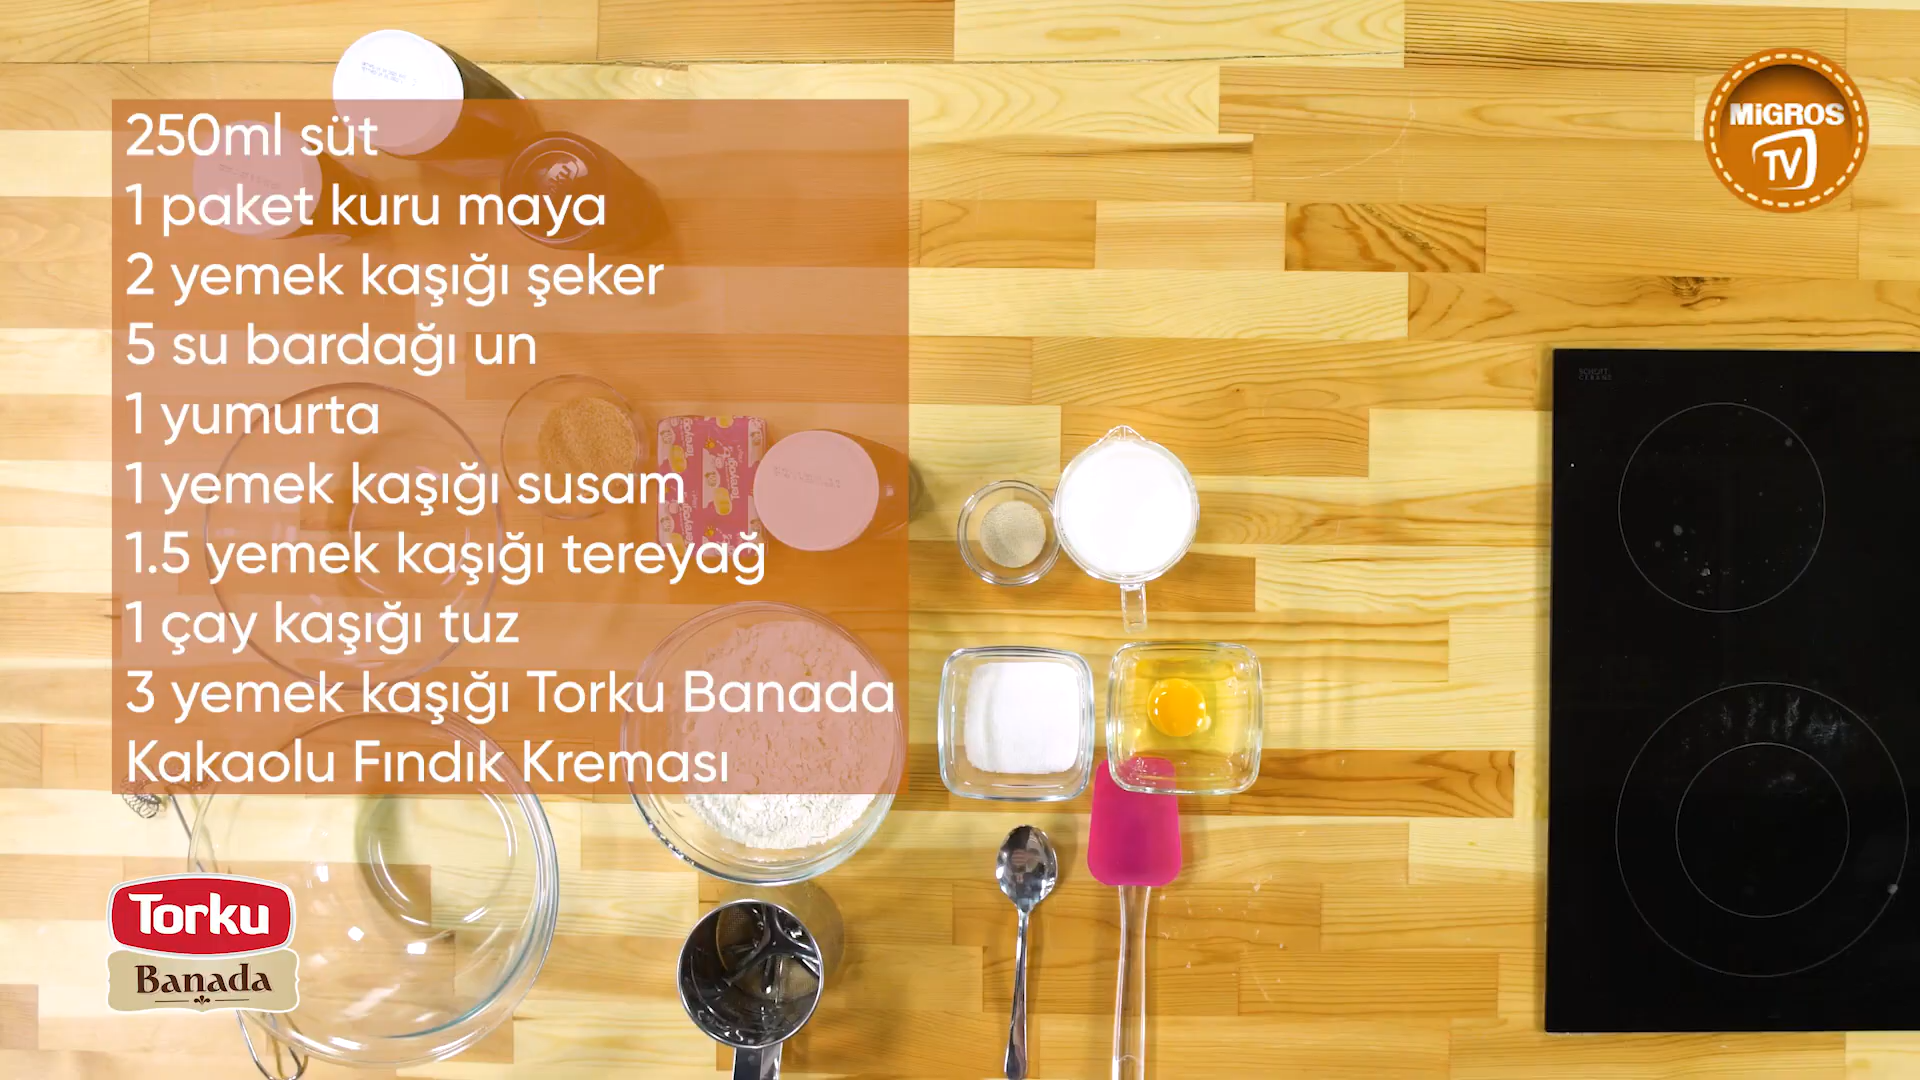 250ml süt
1 paket kuru maya
2 yemek kaşığı şeker
5 su bardağı un
1 yumurta
1 yemek kaşığı susam
1.5 yemek kaşığı tereyağ
1 çay kaşığı tuz
3 yemek kaşığı Torku Banada
Kakaolu Fındık Kreması
MiGROS
TV
SCHOTT
CERAN
Torku
Banada